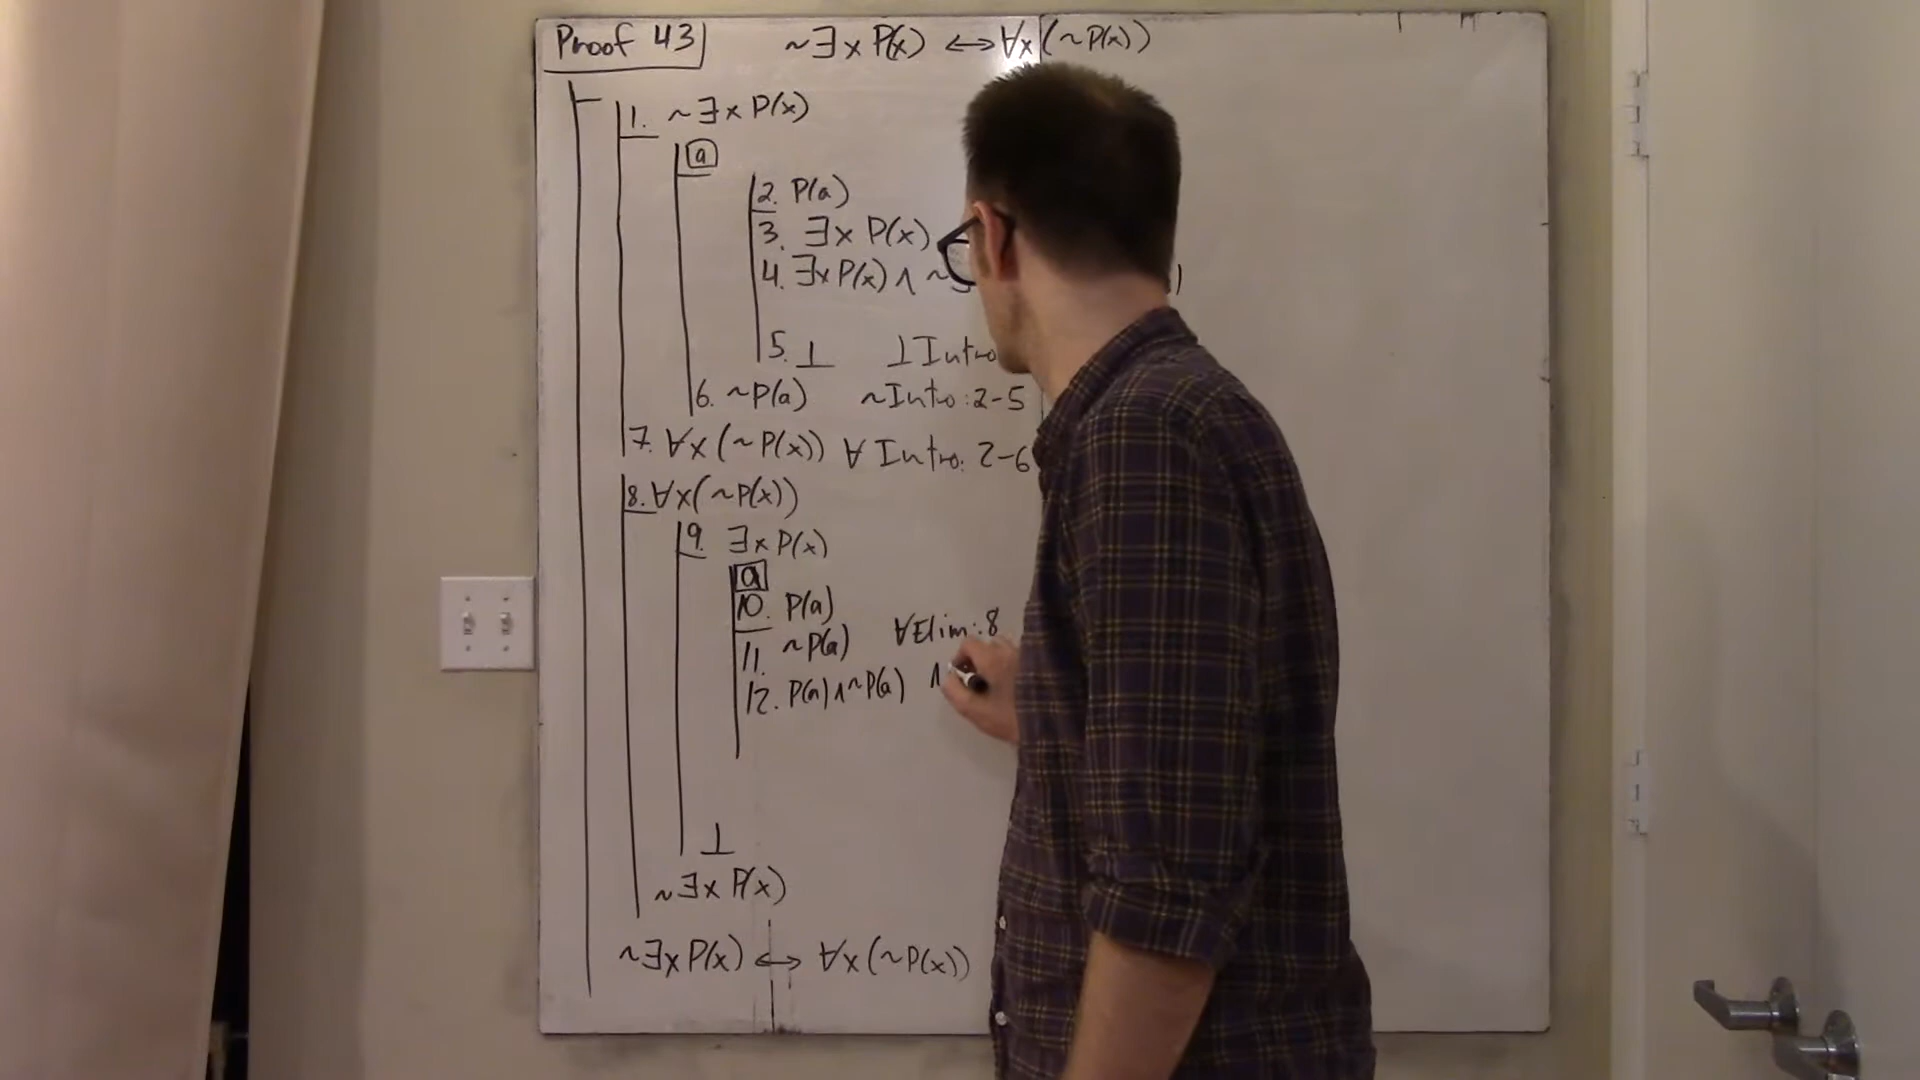 Proof 43 ~∃x P(x) ↔ ∀x (~P(x))
1. ~∃x P(x)
a
2. P(a)
3. ∃x P(x)
4. ∃x P(x) ∧ ~∃
5. ⊥ ⊥ Intro
6. ~P(a) ~Intro: 2-5
7. ∀x (~P(x)) ∀ Intro: 2-6
8. ∀x(~P(x))
9. ∃x P(x)
a
10. P(a)
11. ~P(a) ∀Elim: 8
12. P(a) ∧ ~P(a) ∧
⊥
~∃x P(x)
~∃x P(x) ↔ ∀x (~P(x))